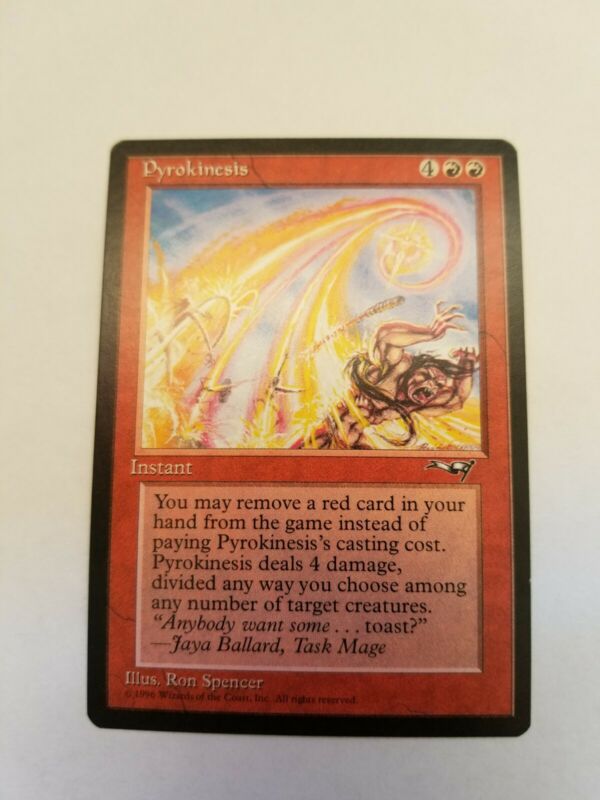 Pyrokinesis 4
Instant
You may remove a red card in your
hand from the game instead of
paying Pyrokinesis's casting cost.
Pyrokinesis deals 4 damage,
divided any way you choose among
any number of target creatures.
"Anybody want some . . . toast?"
—Jaya Ballard, Task Mage
Illus. Ron Spencer
© 1996 Wizards of the Coast, Inc. All rights reserved.